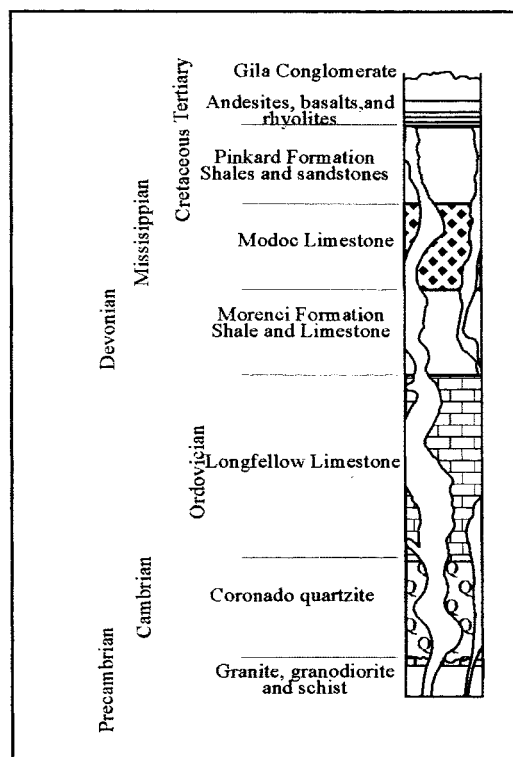 Gila Conglomerate
Andesites, basalts,and
rhyolites
Pinkard Formation
Shales and sandstones
Modoc Limestone
Morenci Formation
Shale and Limestone
Longfellow Limestone
Coronado quartzite
Granite, granodiorite
and schist
Tertiary
Cretaceous
Missisippian
Devonian
Ordovician
Cambrian
Precambrian